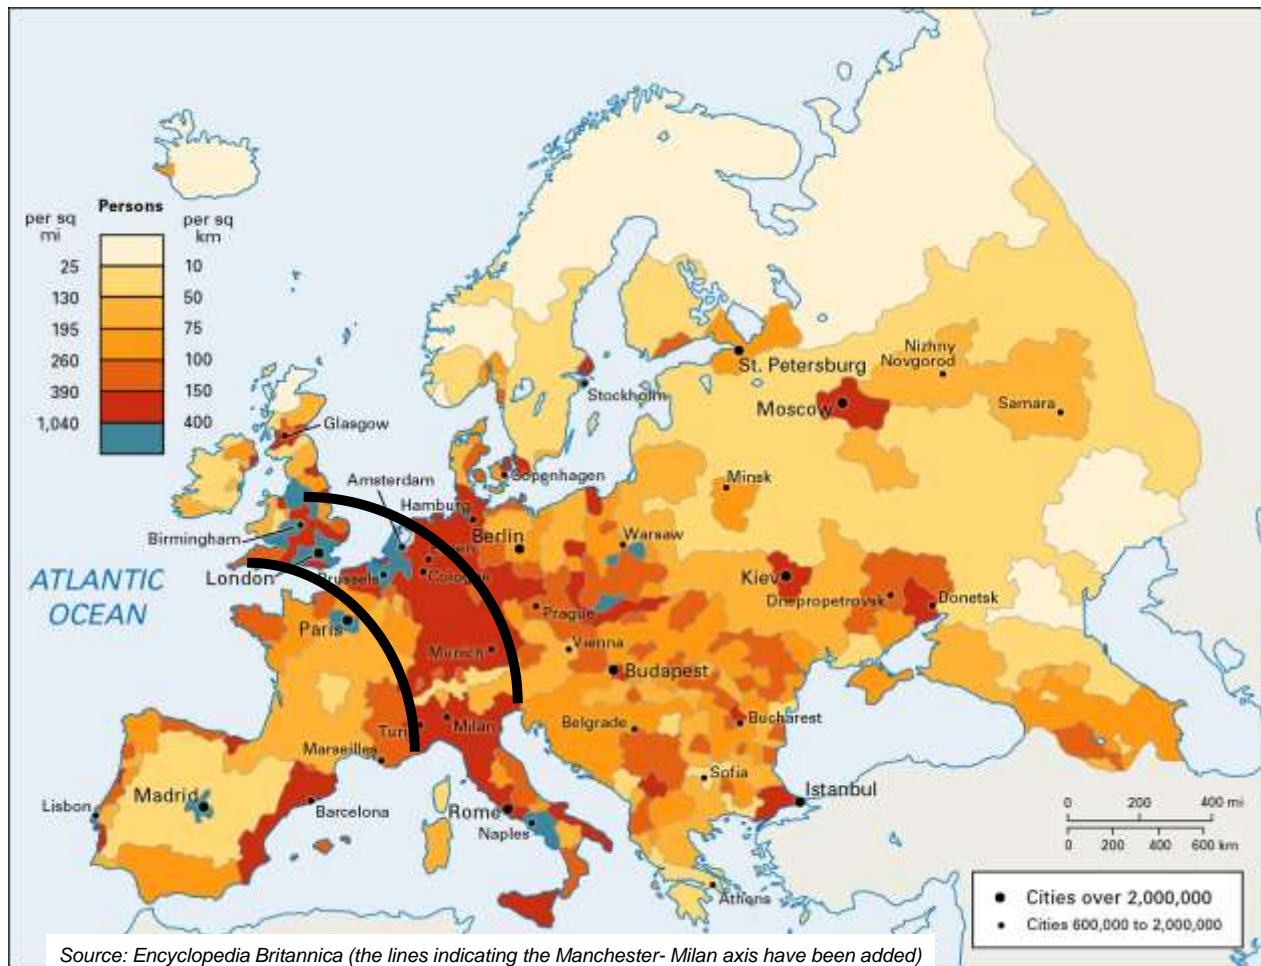 Persons
per sq
mi
per sq
km
25
10
130
50
195
75
260
100
390
150
1,040
400
ATLANTIC
OCEAN
Glasgow
Birmingham
London
Amsterdam
Brussels
Paris
Hamburg
Berlin
Cologne
Munich
Copenhagen
Stockholm
St. Petersburg
Nizhny
Novgorod
Moscow
Samara
Minsk
Warsaw
Kiev
Dnepropetrovsk
Donetsk
Prague
Vienna
Budapest
Belgrade
Bucharest
Sofia
Istanbul
Athens
Milan
Turi
Marseilles
Rome
Naples
Barcelona
Madrid
Lisbon
0 200 400 mi
0 200 400 600 km
Cities over 2,000,000
Cities 600,000 to 2,000,000
Source: Encyclopedia Britannica (the lines indicating the Manchester- Milan axis have been added)